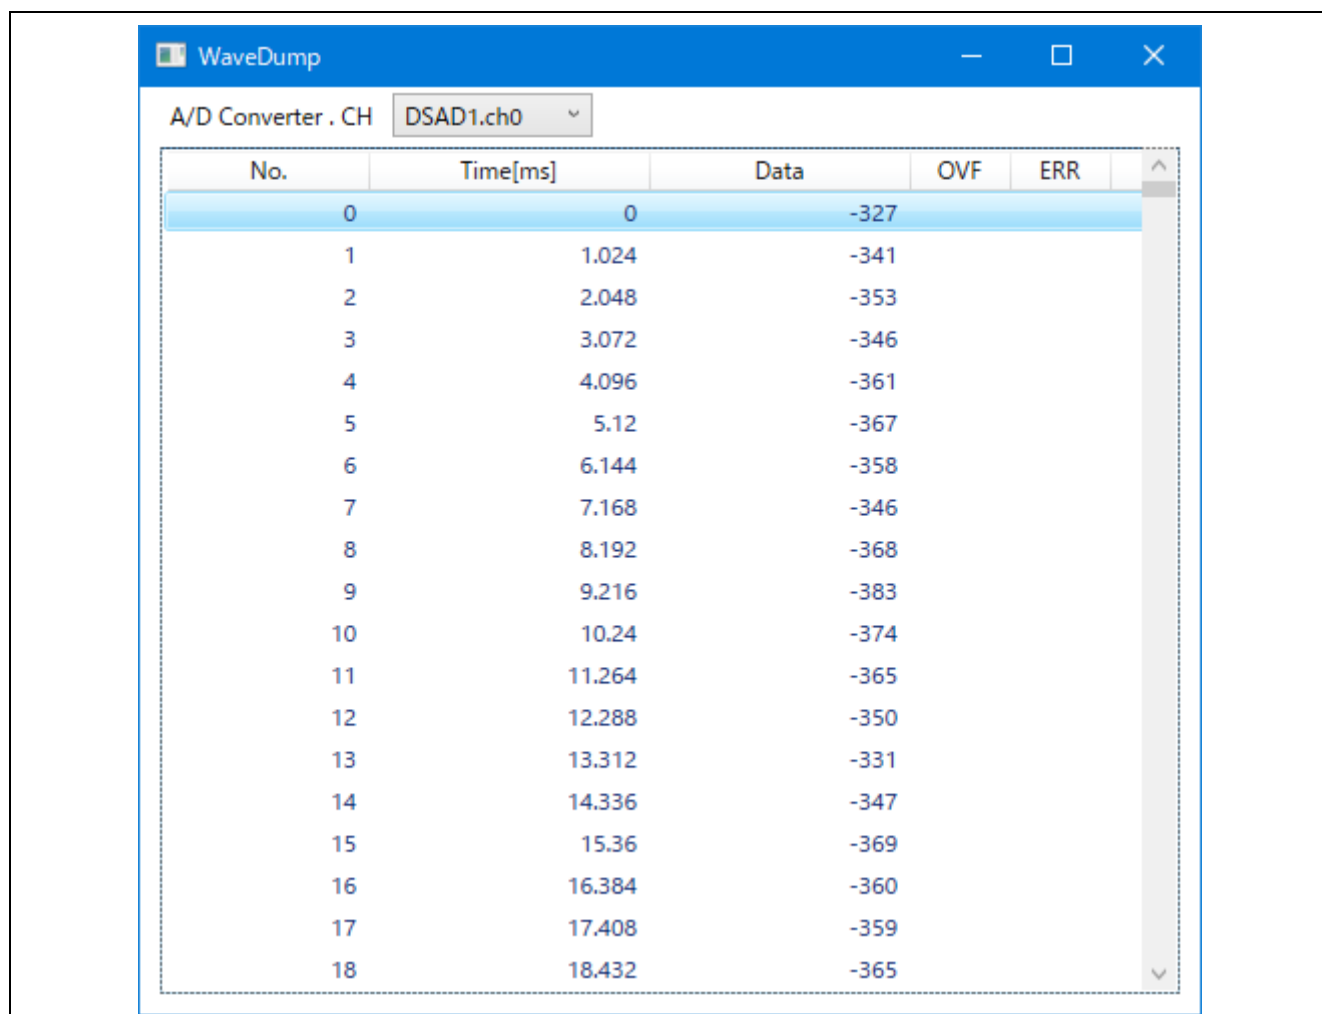 WaveDump
A/D Converter . CH DSAD1.ch0
No. Time[ms] Data OVF ERR
0 0 -327
1 1.024 -341
2 2.048 -353
3 3.072 -346
4 4.096 -361
5 5.12 -367
6 6.144 -358
7 7.168 -346
8 8.192 -368
9 9.216 -383
10 10.24 -374
11 11.264 -365
12 12.288 -350
13 13.312 -331
14 14.336 -347
15 15.36 -369
16 16.384 -360
17 17.408 -359
18 18.432 -365